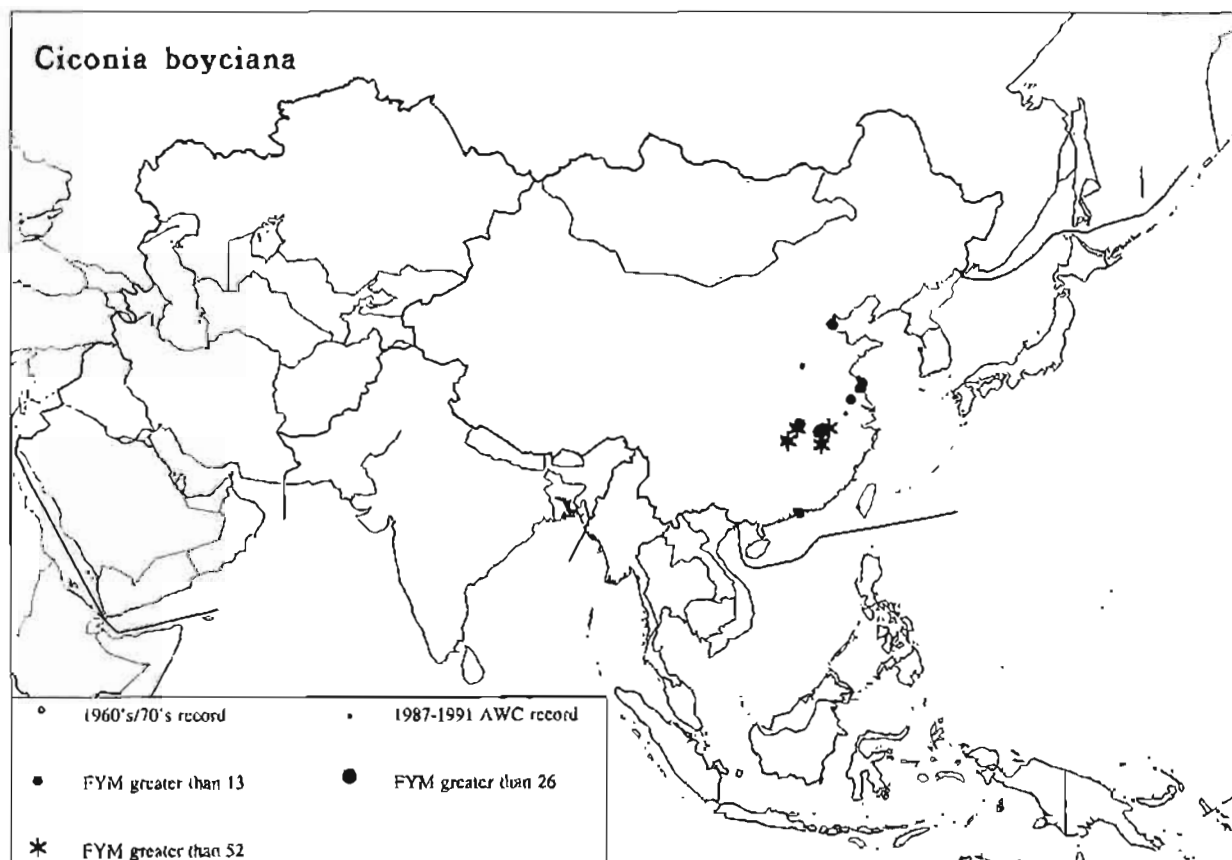 Ciconia boyciana
1960's/70's record
1987-1991 AWC record
FYM greater than 13
FYM greater than 26
FYM greater than 52